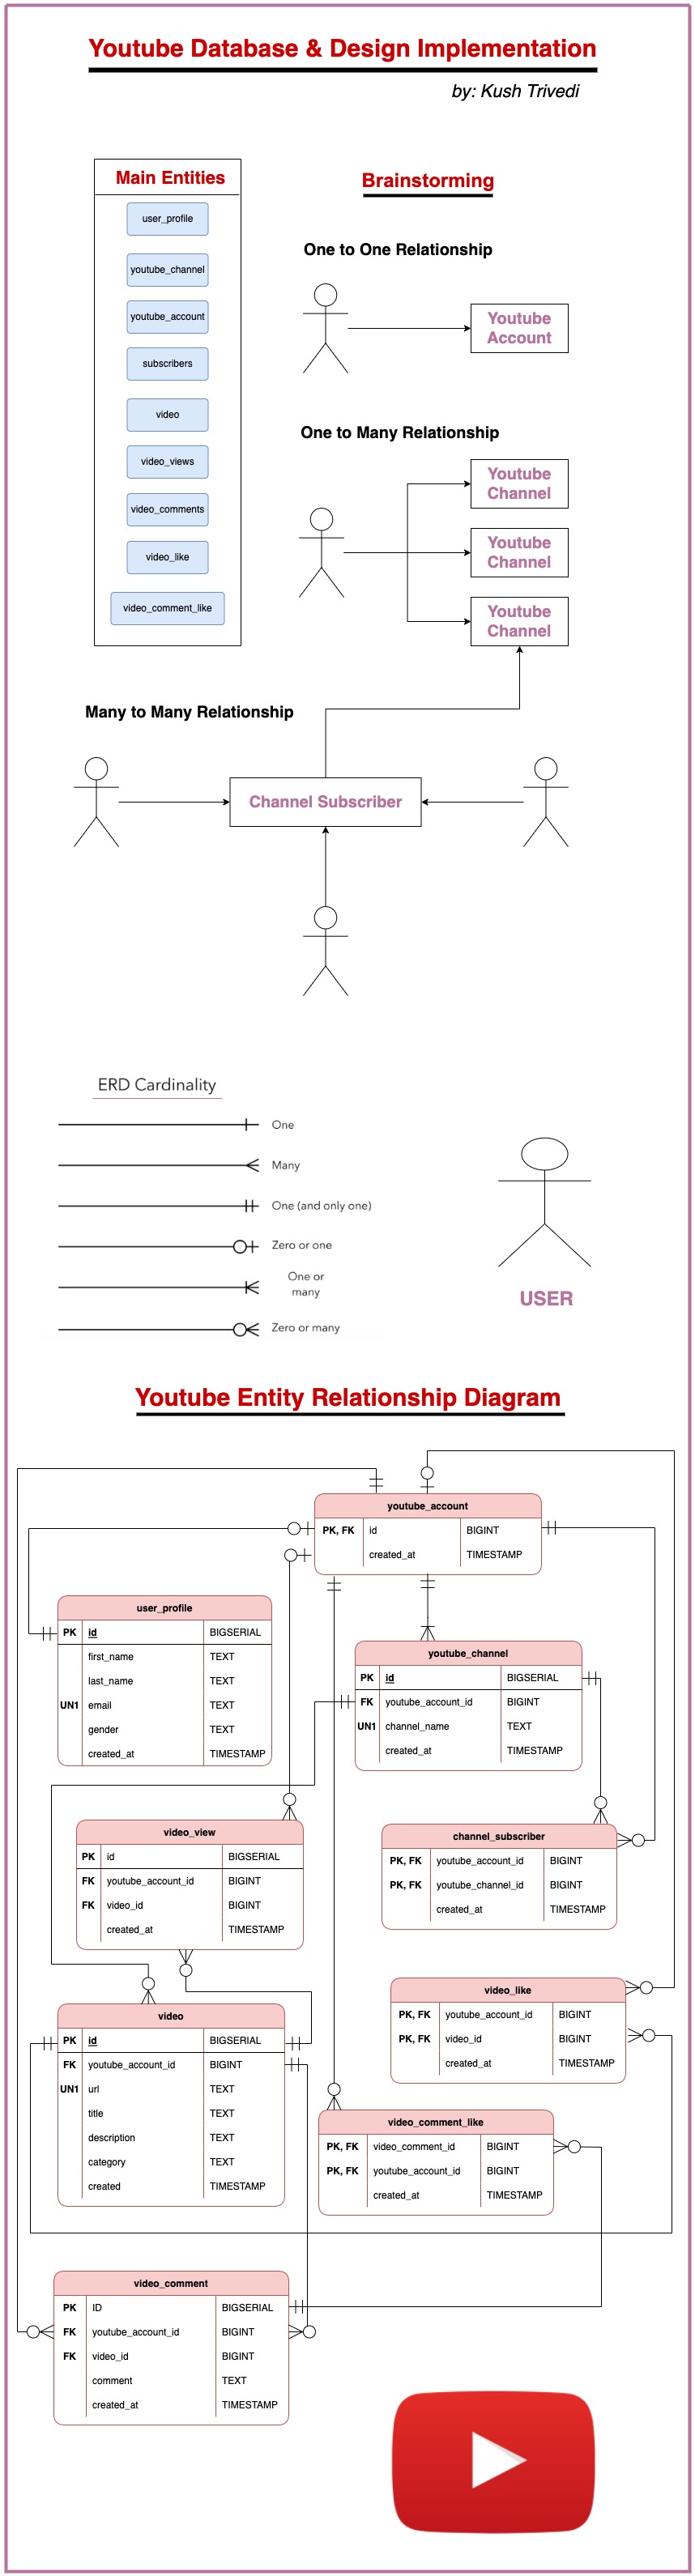 Youtube Database & Design Implementation
by: Kush Trivedi
Main Entities
user_profile
youtube_channel
youtube_account
subscribers
video
video_views
video_comments
video_like
video_comment_like
Brainstorming
One to One Relationship
Youtube
Account
One to Many Relationship
Youtube
Channel
Youtube
Channel
Youtube
Channel
Many to Many Relationship
Channel Subscriber
ERD Cardinality
One
Many
One (and only one)
Zero or one
One or
many
Zero or many
USER
Youtube Entity Relationship Diagram
youtube_account
PK, FK id BIGINT
created_at TIMESTAMP
user_profile
PK id BIGSERIAL
first_name TEXT
last_name TEXT
UN1 email TEXT
gender TEXT
created_at TIMESTAMP
youtube_channel
PK id BIGSERIAL
FK youtube_account_id BIGINT
UN1 channel_name TEXT
created_at TIMESTAMP
video_view
PK id BIGSERIAL
FK youtube_account_id BIGINT
FK video_id BIGINT
created_at TIMESTAMP
channel_subscriber
PK, FK youtube_account_id BIGINT
PK, FK youtube_channel_id BIGINT
created_at TIMESTAMP
video_like
PK, FK youtube_account_id BIGINT
PK, FK video_id BIGINT
created_at TIMESTAMP
video
PK id BIGSERIAL
FK youtube_account_id BIGINT
UN1 url TEXT
title TEXT
description TEXT
category TEXT
created TIMESTAMP
video_comment_like
PK, FK video_comment_id BIGINT
PK, FK youtube_account_id BIGINT
created_at TIMESTAMP
video_comment
PK ID BIGSERIAL
FK youtube_account_id BIGINT
FK video_id BIGINT
comment TEXT
created_at TIMESTAMP